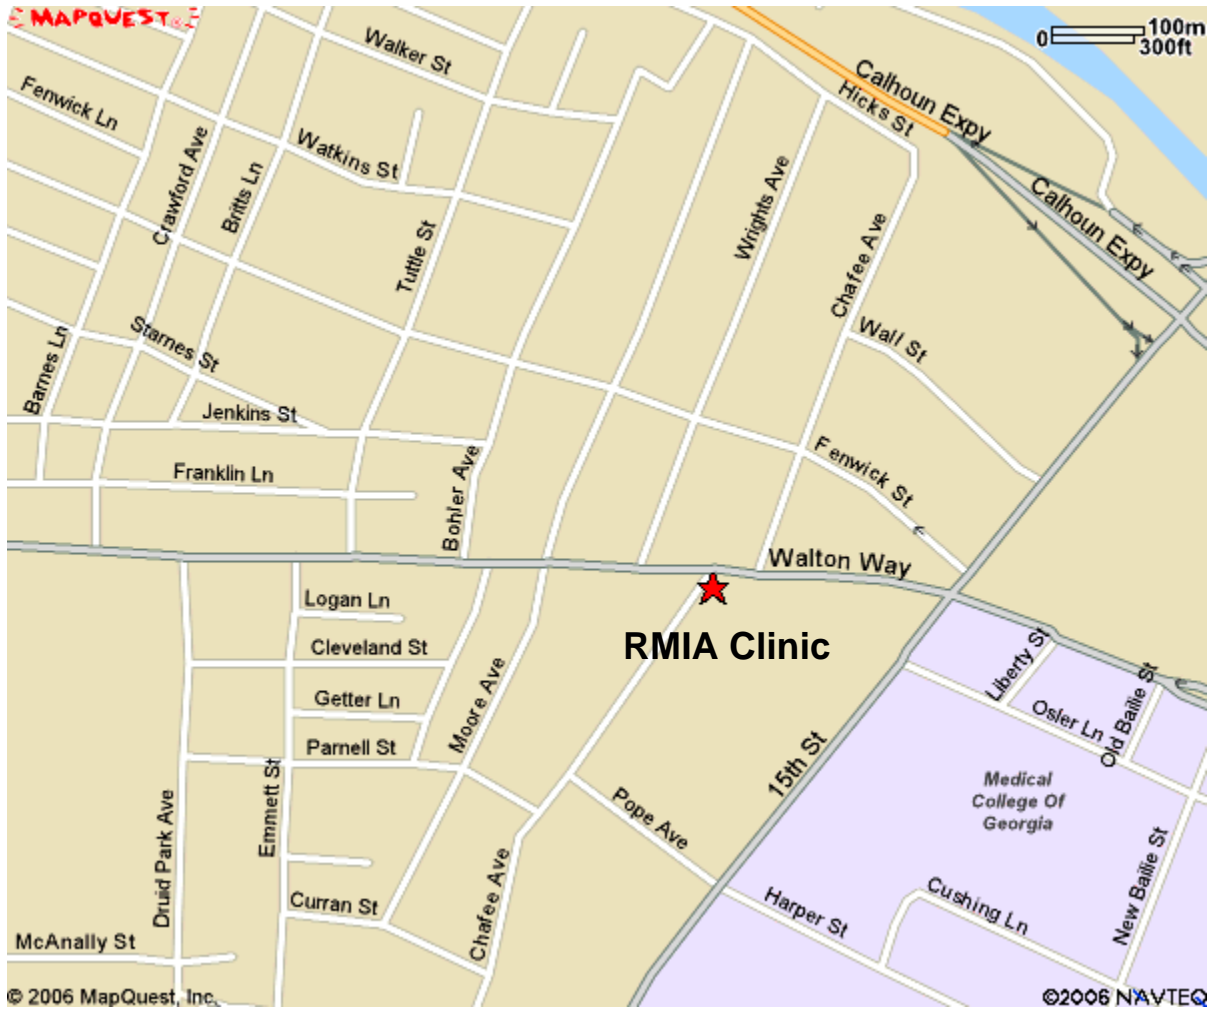 MAPQUEST®
0 100m
300ft
Walker St
Calhoun Expy
Hicks St
Fenwick Ln
Crawford Ave
Watkins St
Britts Ln
Wrights Ave
Calhoun Expy
Tuttle St
Chafee Ave
Wall St
Starnes St
Barnes Ln
Jenkins St
Franklin Ln
Bohler Ave
Fenwick St
Walton Way
Logan Ln
RMIA Clinic
Cleveland St
Liberty St
Getter Ln
Moore Ave
Osler Ln
Old Bailie St
Parnell St
15th St
Medical
College Of
Georgia
Emmett St
Druid Park Ave
Pope Ave
Chafee Ave
New Bailie St
Curran St
Harper St
Cushing Ln
McAnally St
© 2006 MapQuest, Inc.
©2006 NAVTEQ